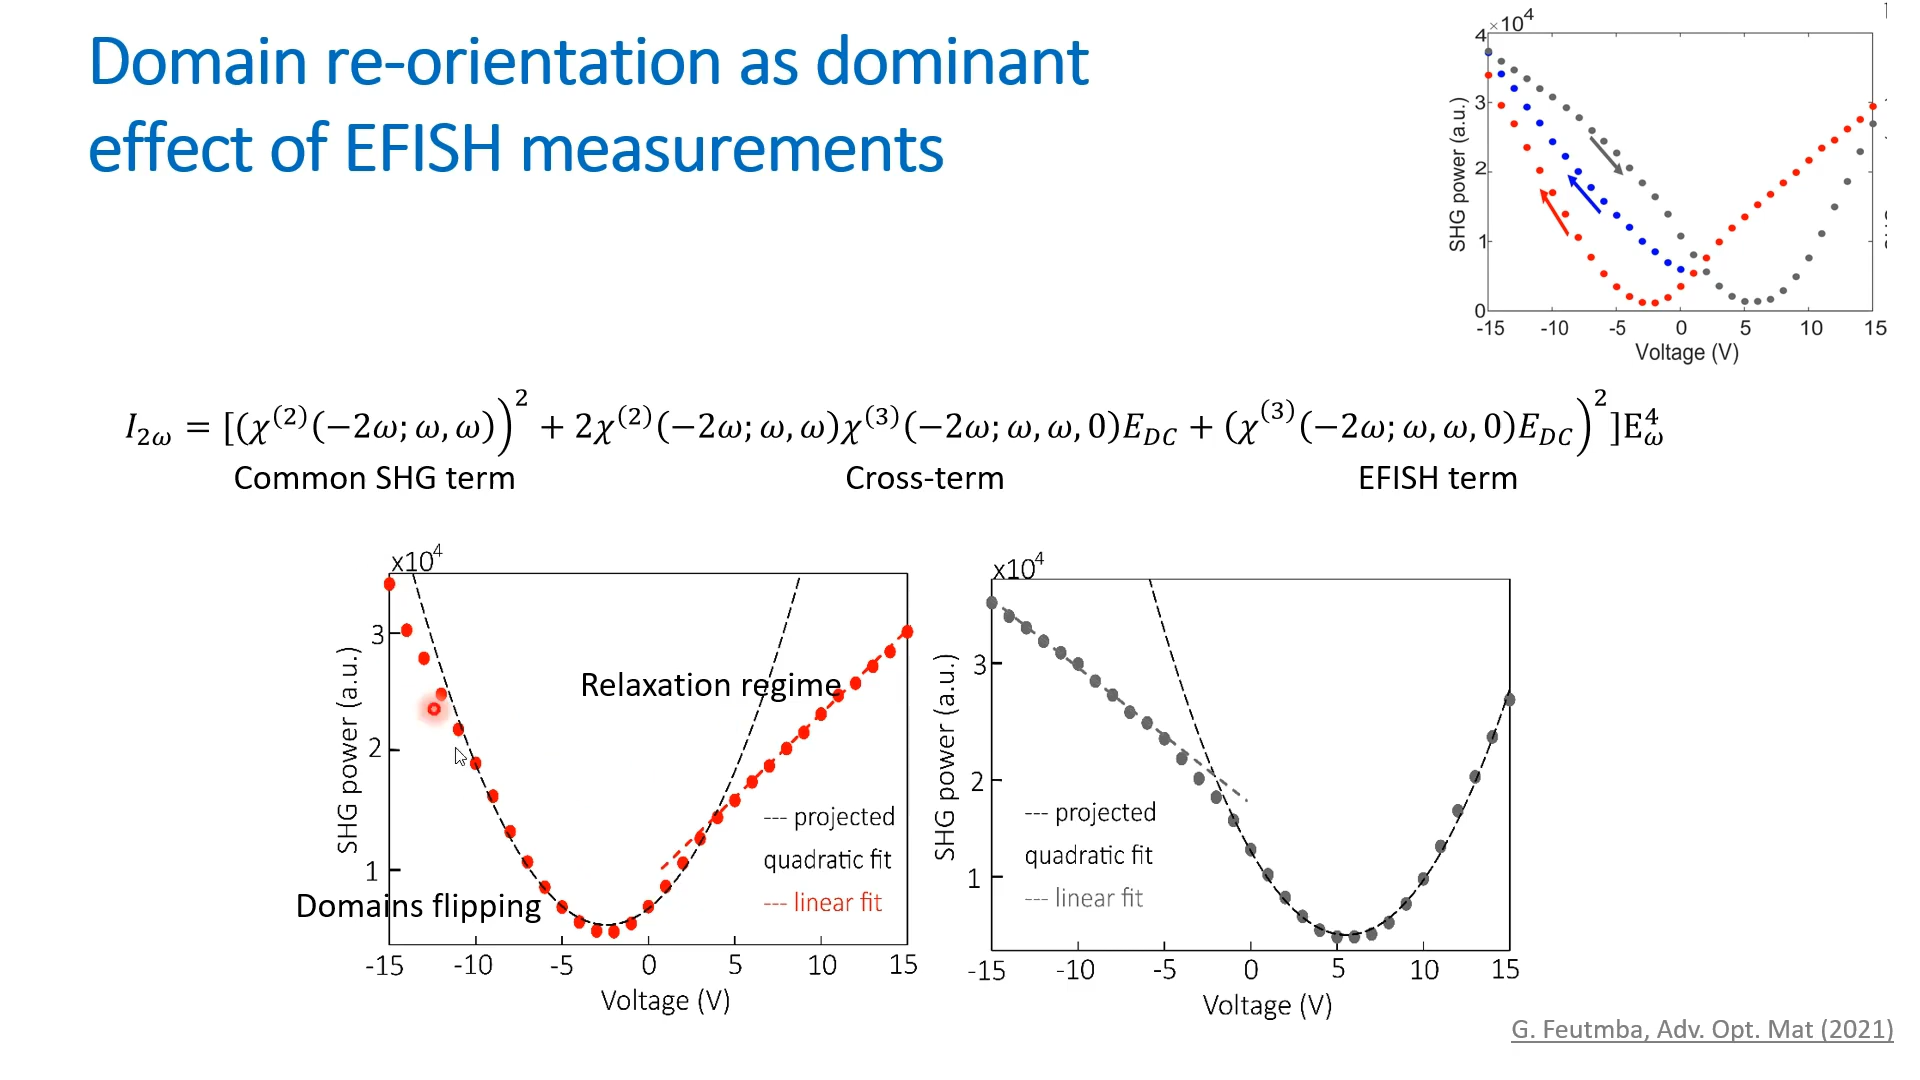 Domain re-orientation as dominant
effect of EFISH measurements
×10⁴
4
3
2
1
0
SHG power (a.u.)
-15 -10 -5 0 5 10 15
Voltage (V)
I₂ω = [(χ⁽²⁾(−2ω; ω, ω))² + 2χ⁽²⁾(−2ω; ω, ω)χ⁽³⁾(−2ω; ω, ω, 0)E_DC + (χ⁽³⁾(−2ω; ω, ω, 0)E_DC)²]E⁴_ω
Common SHG term Cross-term EFISH term
x10⁴
3
2
1
SHG power (a.u.)
Relaxation regime
Domains flipping
--- projected
quadratic fit
--- linear fit
-15 -10 -5 0 5 10 15
Voltage (V)
x10⁴
3
2
1
SHG power (a.u.)
--- projected
quadratic fit
--- linear fit
-15 -10 -5 0 5 10 15
Voltage (V)
G. Feutmba, Adv. Opt. Mat (2021)